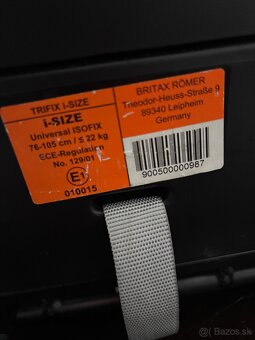 TRIFIX i-SIZE
i-SIZE
Universal ISOFIX
76-105 cm / ≤ 22 kg
ECE-Regulation
No. 129/01
E1
010015
BRITAX RÖMER
Theodor-Heuss-Straße 9
89340 Leipheim
Germany
900500000987
© bazos.sk